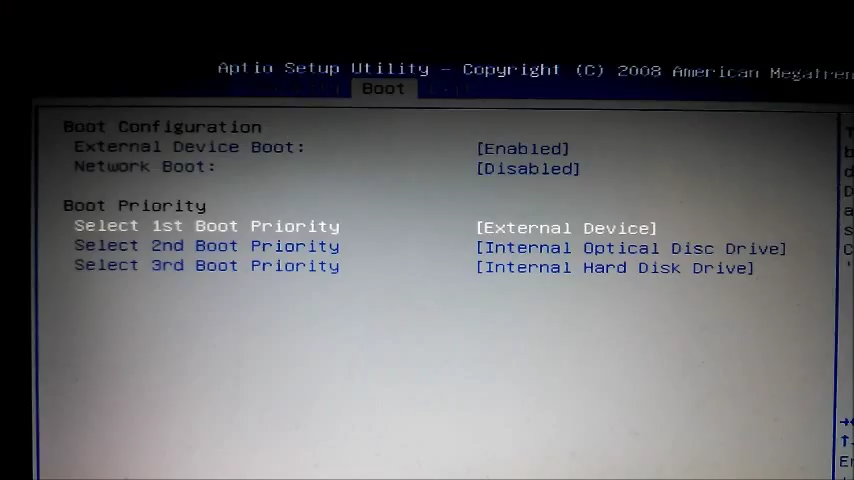 Aptio Setup Utility - Copyright (C) 2008 American
Boot
Boot Configuration
External Device Boot: [Enabled]
Network Boot: [Disabled]
Boot Priority
Select 1st Boot Priority [External Device]
Select 2nd Boot Priority [Internal Optical Disc Drive]
Select 3rd Boot Priority [Internal Hard Disk Drive]